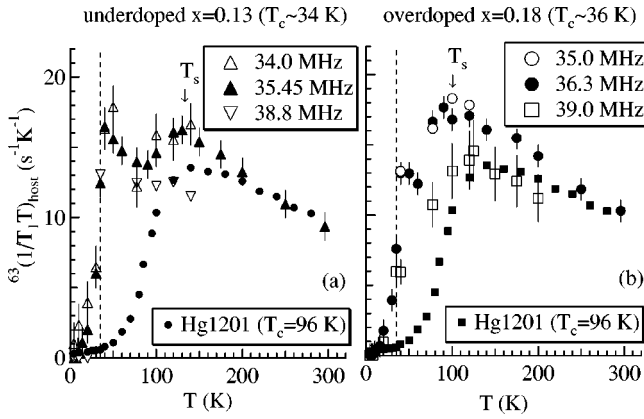 underdoped x=0.13 (Tc~34 K)
overdoped x=0.18 (Tc~36 K)
34.0 MHz
35.45 MHz
38.8 MHz
Ts
35.0 MHz
36.3 MHz
39.0 MHz
Ts
63(1/T1T)host (s-1K-1)
20
10
0
(a)
(b)
Hg1201 (Tc=96 K)
Hg1201 (Tc=96 K)
0 100 200 300
0 100 200 300
T (K)
T (K)